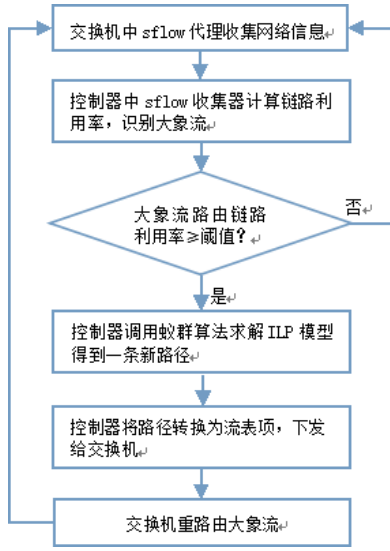 交换机中 sflow 代理收集网络信息
控制器中 sflow 收集器计算链路利
用率，识别大象流
大象流路由链路
利用率≥阈值？
否
是
控制器调用蚁群算法求解 ILP 模型
得到一条新路径
控制器将路径转换为流表项，下发
给交换机
交换机重路由大象流